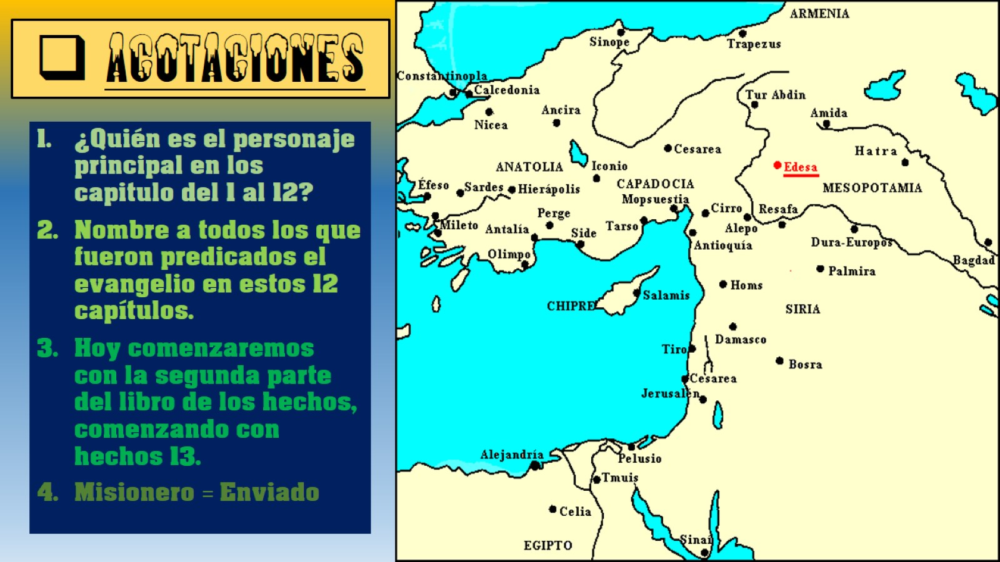 ❑ ACOTACIONES
1. ¿Quién es el personaje
principal en los
capitulo del 1 al 12?
2. Nombre a todos los que
fueron predicados el
evangelio en estos 12
capítulos.
3. Hoy comenzaremos
con la segunda parte
del libro de los hechos,
comenzando con
hechos 13.
4. Misionero = Enviado
ARMENIA
Sinope
Trapezus
Constantinopla
Calcedonia
Tur Abdin
Ancira
Amida
Nicea
Cesarea
Hatra
ANATOLIA
Iconio
Edesa
Éfeso
Sardes
Hierápolis
CAPADOCIA
MESOPOTAMIA
Mopsuestia
Cirro
Resafa
Perge
Mileto
Antalía
Side
Tarso
Alepo
Dura-Europos
Antioquía
Olimpo
Bagdad
Palmira
Homs
Salamis
CHIPRE
SIRIA
Damasco
Tiro
Bosra
Cesarea
Jerusalén
Alejandría
Pelusio
Tmuis
Celia
Sinaí
EGIPTO